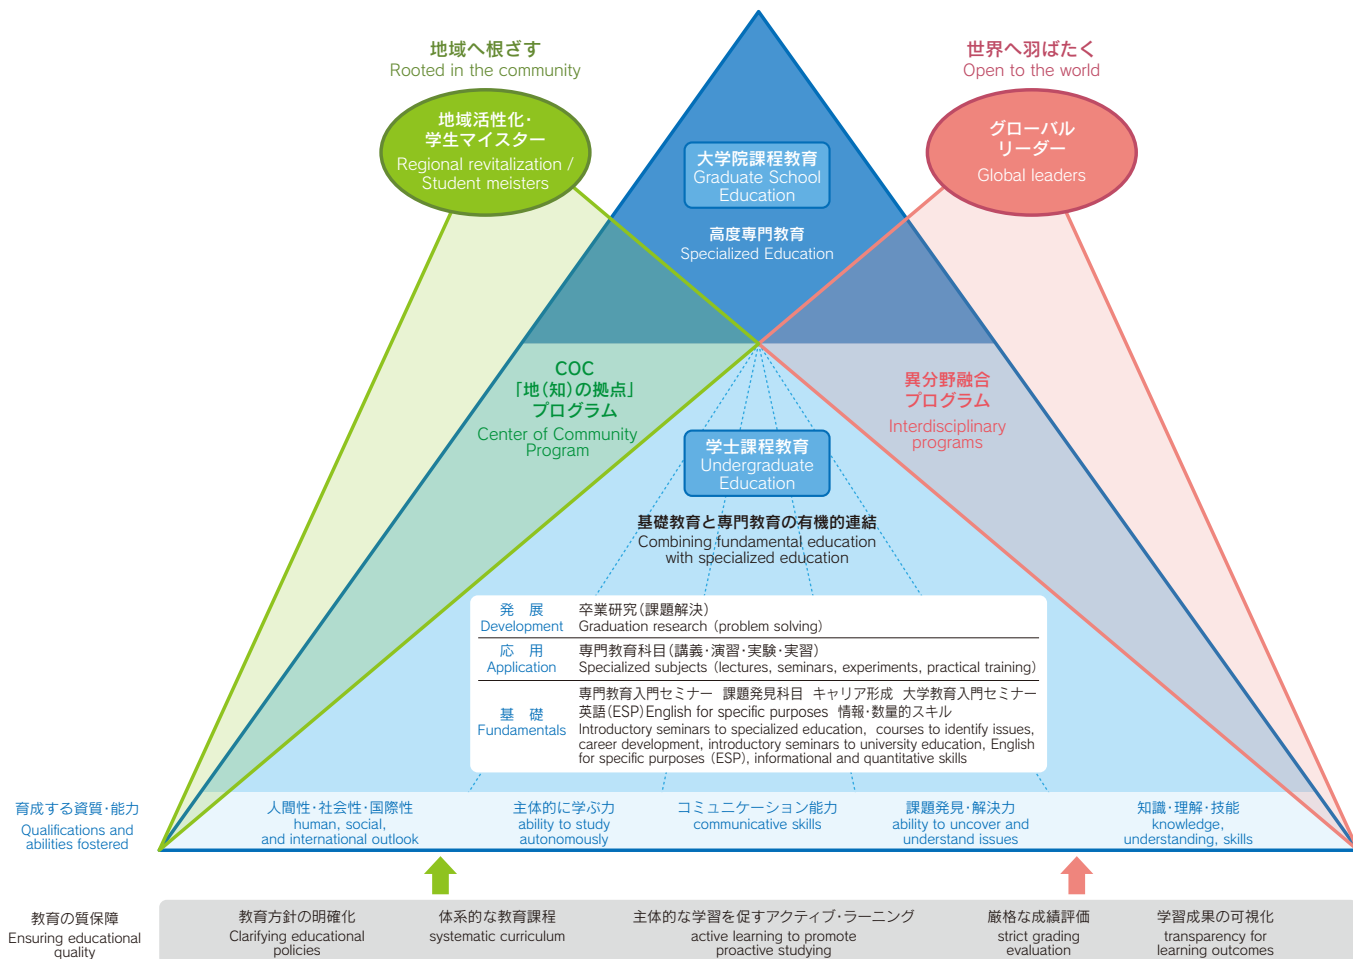 地域へ根ざす
Rooted in the community
世界へ羽ばたく
Open to the world
地域活性化・
学生マイスター
Regional revitalization /
Student meisters
グローバル
リーダー
Global leaders
大学院課程教育
Graduate School
Education
高度専門教育
Specialized Education
COC
「地（知）の拠点」
プログラム
Center of Community
Program
異分野融合
プログラム
Interdisciplinary
programs
学士課程教育
Undergraduate
Education
基礎教育と専門教育の有機的連結
Combining fundamental education
with specialized education
発　展
Development
卒業研究（課題解決）
Graduation research (problem solving)
応　用
Application
専門教育科目（講義・演習・実験・実習）
Specialized subjects (lectures, seminars, experiments, practical training)
基　礎
Fundamentals
専門教育入門セミナー 課題発見科目 キャリア形成 大学教育入門セミナー
英語（ESP）English for specific purposes 情報・数量的スキル
Introductory seminars to specialized education, courses to identify issues,
career development, introductory seminars to university education, English
for specific purposes (ESP), informational and quantitative skills
育成する資質・能力
Qualifications and
abilities fostered
人間性・社会性・国際性
human, social,
and international outlook
主体的に学ぶ力
ability to study
autonomously
コミュニケーション能力
communicative skills
課題発見・解決力
ability to uncover and
understand issues
知識・理解・技能
knowledge,
understanding, skills
教育の質保障
Ensuring educational
quality
教育方針の明確化
Clarifying educational
policies
体系的な教育課程
systematic curriculum
主体的な学習を促すアクティブ・ラーニング
active learning to promote
proactive studying
厳格な成績評価
strict grading
evaluation
学習成果の可視化
transparency for
learning outcomes